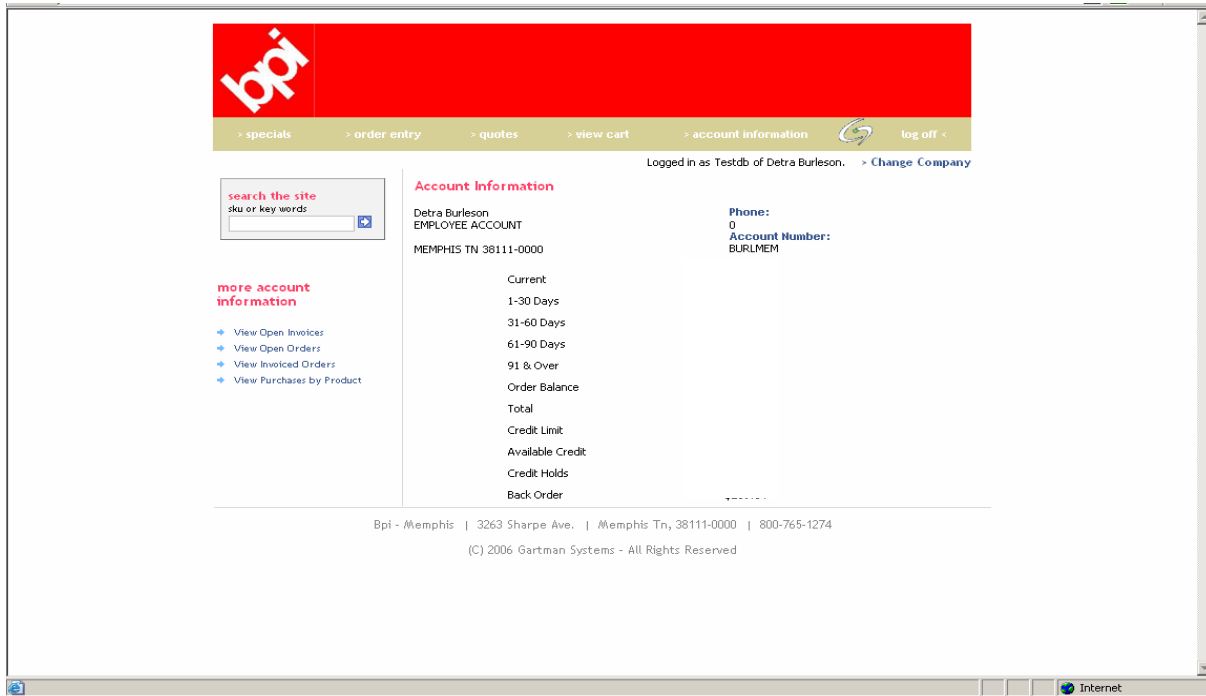 bpi
> specials > order entry > quotes > view cart > account information log off <
Logged in as Testdb of Detra Burleson. > Change Company
search the site
sku or key words
more account
information
View Open Invoices
View Open Orders
View Invoiced Orders
View Purchases by Product
Account Information
Detra Burleson
EMPLOYEE ACCOUNT
MEMPHIS TN 38111-0000
Phone:
0
Account Number:
BURLMEM
Current
1-30 Days
31-60 Days
61-90 Days
91 & Over
Order Balance
Total
Credit Limit
Available Credit
Credit Holds
Back Order
Bpi - Memphis | 3263 Sharpe Ave. | Memphis Tn, 38111-0000 | 800-765-1274
(C) 2006 Gartman Systems - All Rights Reserved
Internet